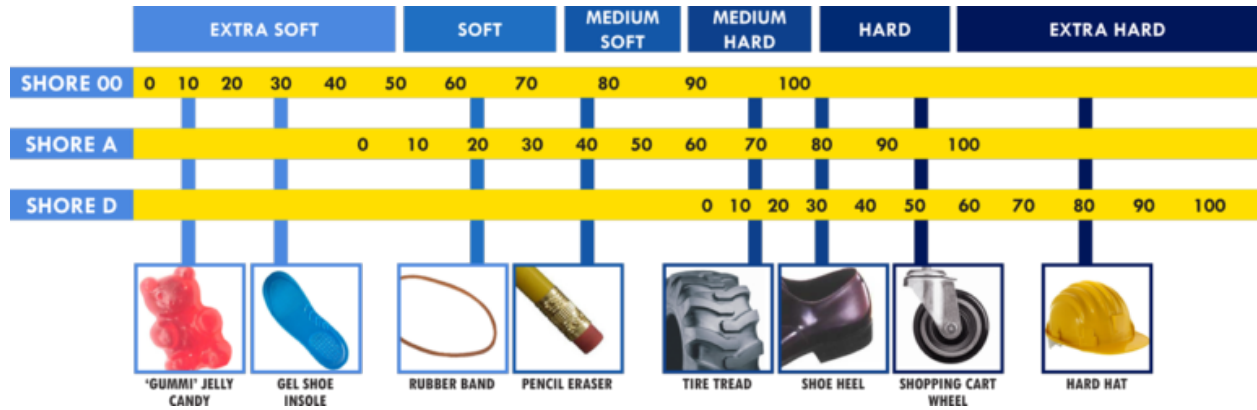 EXTRA SOFT
SOFT
MEDIUM
SOFT
MEDIUM
HARD
HARD
EXTRA HARD
SHORE 00 0 10 20 30 40 50 60 70 80 90 100
SHORE A 0 10 20 30 40 50 60 70 80 90 100
SHORE D 0 10 20 30 40 50 60 70 80 90 100
‘GUMMI’ JELLY
CANDY
GEL SHOE
INSOLE
RUBBER BAND
PENCIL ERASER
TIRE TREAD
SHOE HEEL
SHOPPING CART
WHEEL
HARD HAT